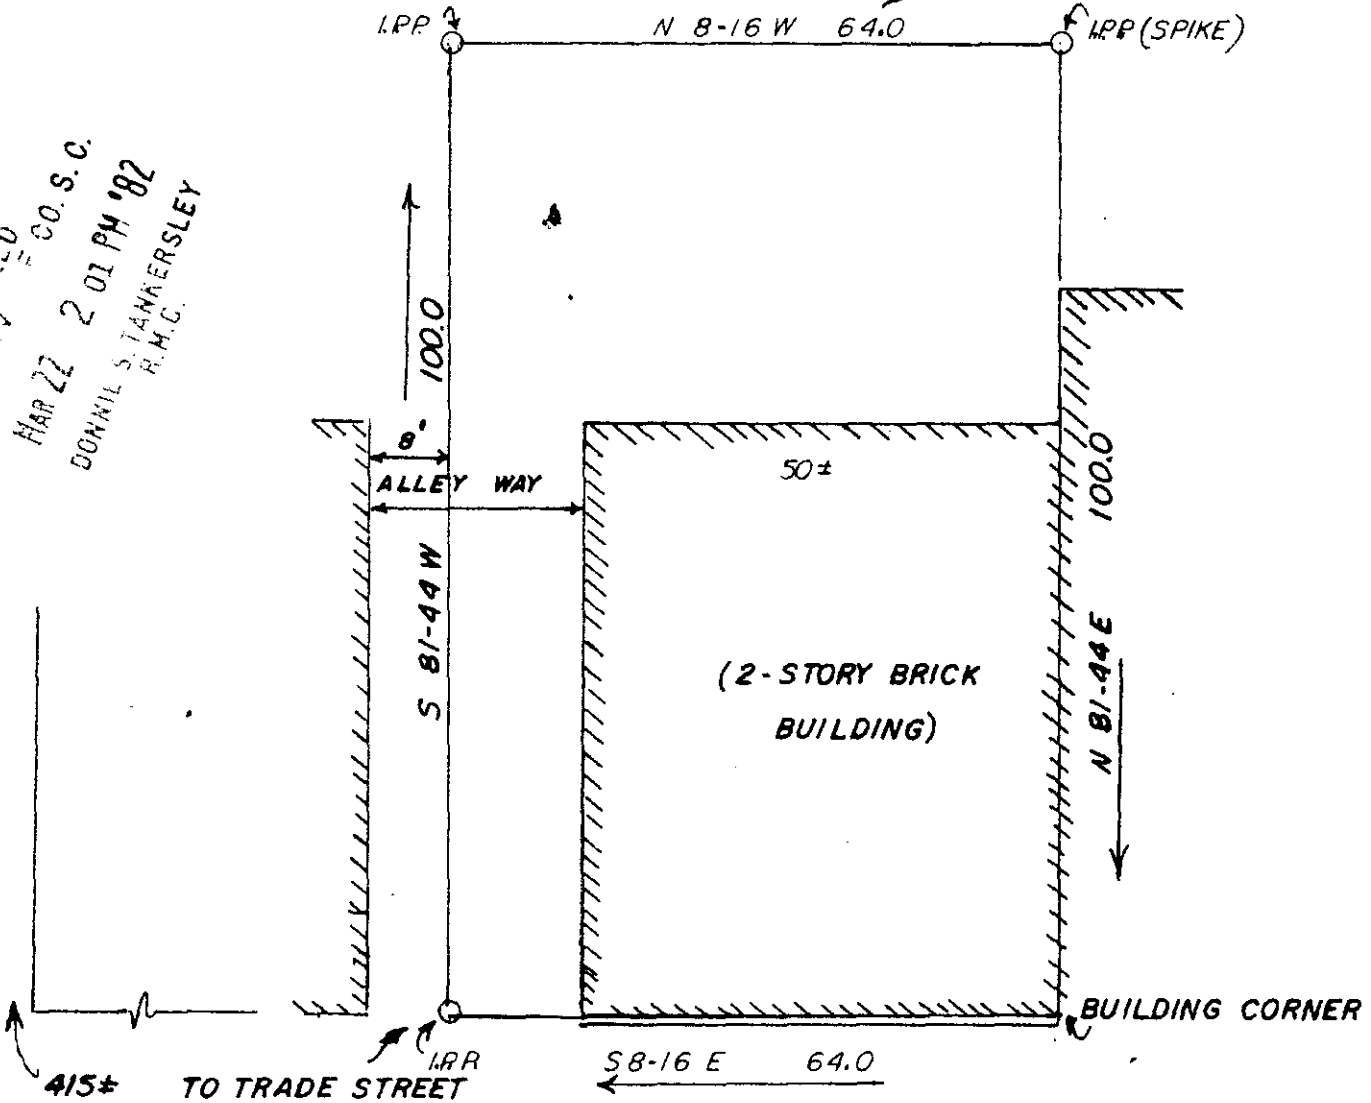 I.P.P.
N 8-16 W 64.0
I.P.P (SPIKE)
CO. S. C.
MAR 22 2 01 PM '82
DONNIE S. TANKERSLEY
R.M.C.
100.0
8'
ALLEY WAY
50±
100.0
S 81-44 W
(2-STORY BRICK
BUILDING)
N 81-44 E
BUILDING CORNER
I.P.P.
S 8-16 E 64.0
415± TO TRADE STREET